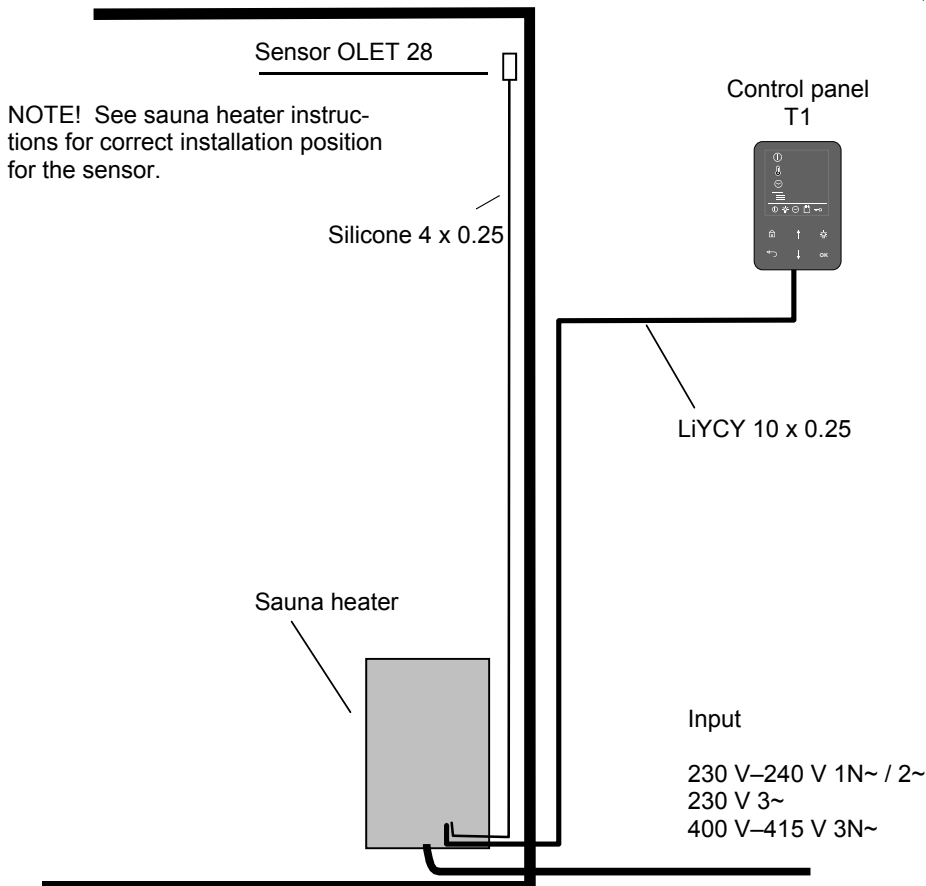 Sensor OLET 28
NOTE! See sauna heater instruc-
tions for correct installation position
for the sensor.
Control panel
T1
OK
Silicone 4 x 0.25
LiYCY 10 x 0.25
Sauna heater
Input
230 V–240 V 1N~ / 2~
230 V 3~
400 V–415 V 3N~